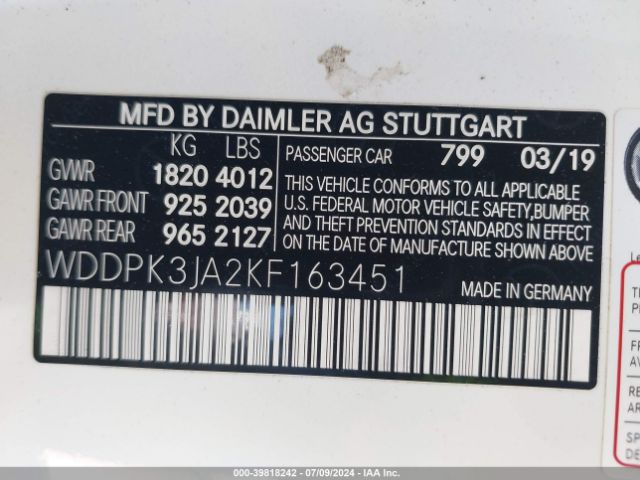 MFD BY DAIMLER AG STUTTGART
KG LBS
GVWR 1820 4012
GAWR FRONT 925 2039
GAWR REAR 965 2127
PASSENGER CAR 799 03/19
THIS VEHICLE CONFORMS TO ALL APPLICABLE
U.S. FEDERAL MOTOR VEHICLE SAFETY,BUMPER
AND THEFT PREVENTION STANDARDS IN EFFECT
ON THE DATE OF MANUFACTURE SHOWN ABOVE.
WDDPK3JA2KF163451
MADE IN GERMANY
000-39818242 / 07/09/2024 - IAA Inc.